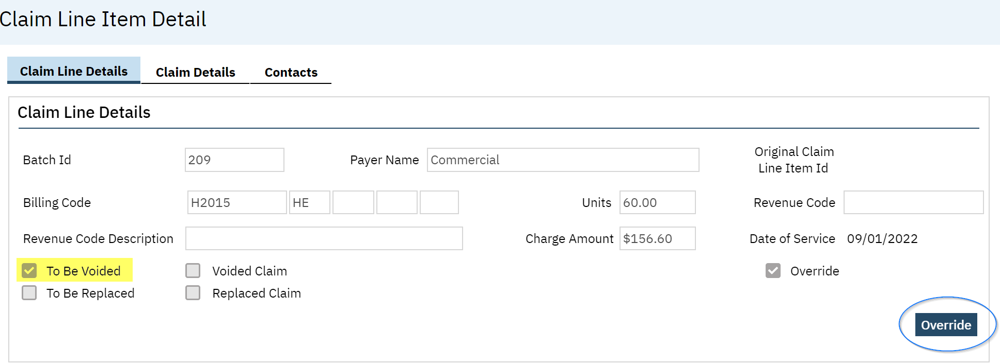 Claim Line Item Detail
Claim Line Details Claim Details Contacts
Claim Line Details
Batch Id 209 Payer Name Commercial Original Claim Line Item Id
Billing Code H2015 HE Units 60.00 Revenue Code
Revenue Code Description Charge Amount $156.60 Date of Service 09/01/2022
To Be Voided Voided Claim Override
To Be Replaced Replaced Claim
Override